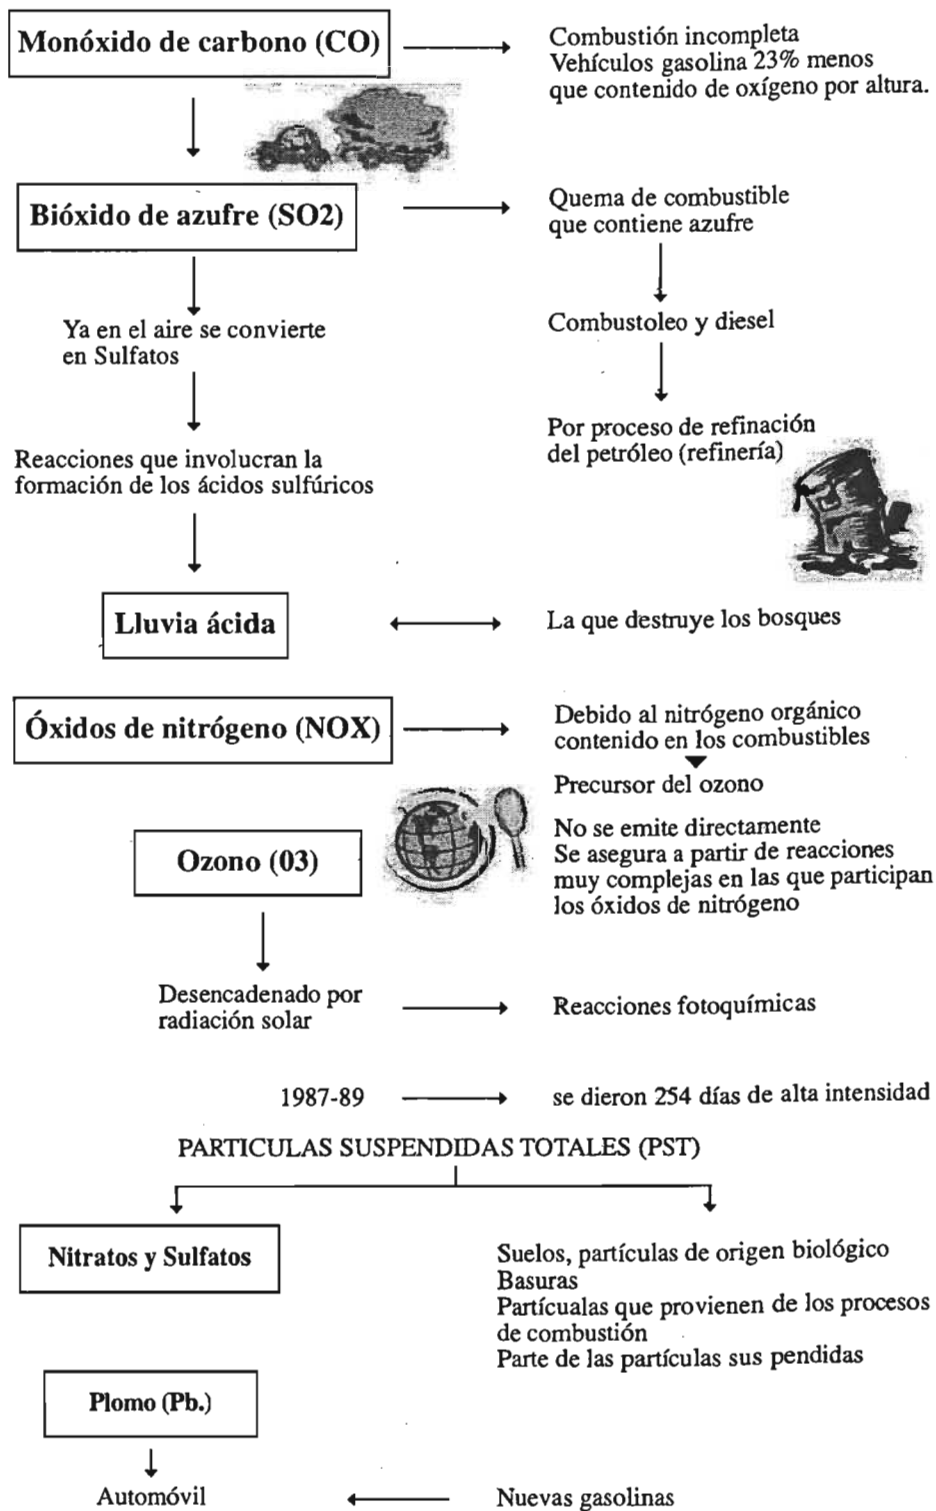 Monóxido de carbono (CO)
Combustión incompleta
Vehículos gasolina 23% menos
que contenido de oxígeno por altura.
Bióxido de azufre (SO2)
Quema de combustible
que contiene azufre
Ya en el aire se convierte
en Sulfatos
Combustoleo y diesel
Reacciones que involucran la
formación de los ácidos sulfúricos
Por proceso de refinación
del petróleo (refinería)
Lluvia ácida
La que destruye los bosques
Óxidos de nitrógeno (NOX)
Debido al nitrógeno orgánico
contenido en los combustibles
Precursor del ozono
Ozono (03)
No se emite directamente
Se asegura a partir de reacciones
muy complejas en las que participan
los óxidos de nitrógeno
Desencadenado por
radiación solar
Reacciones fotoquímicas
1987-89
se dieron 254 días de alta intensidad
PARTICULAS SUSPENDIDAS TOTALES (PST)
Nitratos y Sulfatos
Suelos, partículas de origen biológico
Basuras
Partícualas que provienen de los procesos
de combustión
Parte de las partículas sus pendidas
Plomo (Pb.)
Automóvil
Nuevas gasolinas